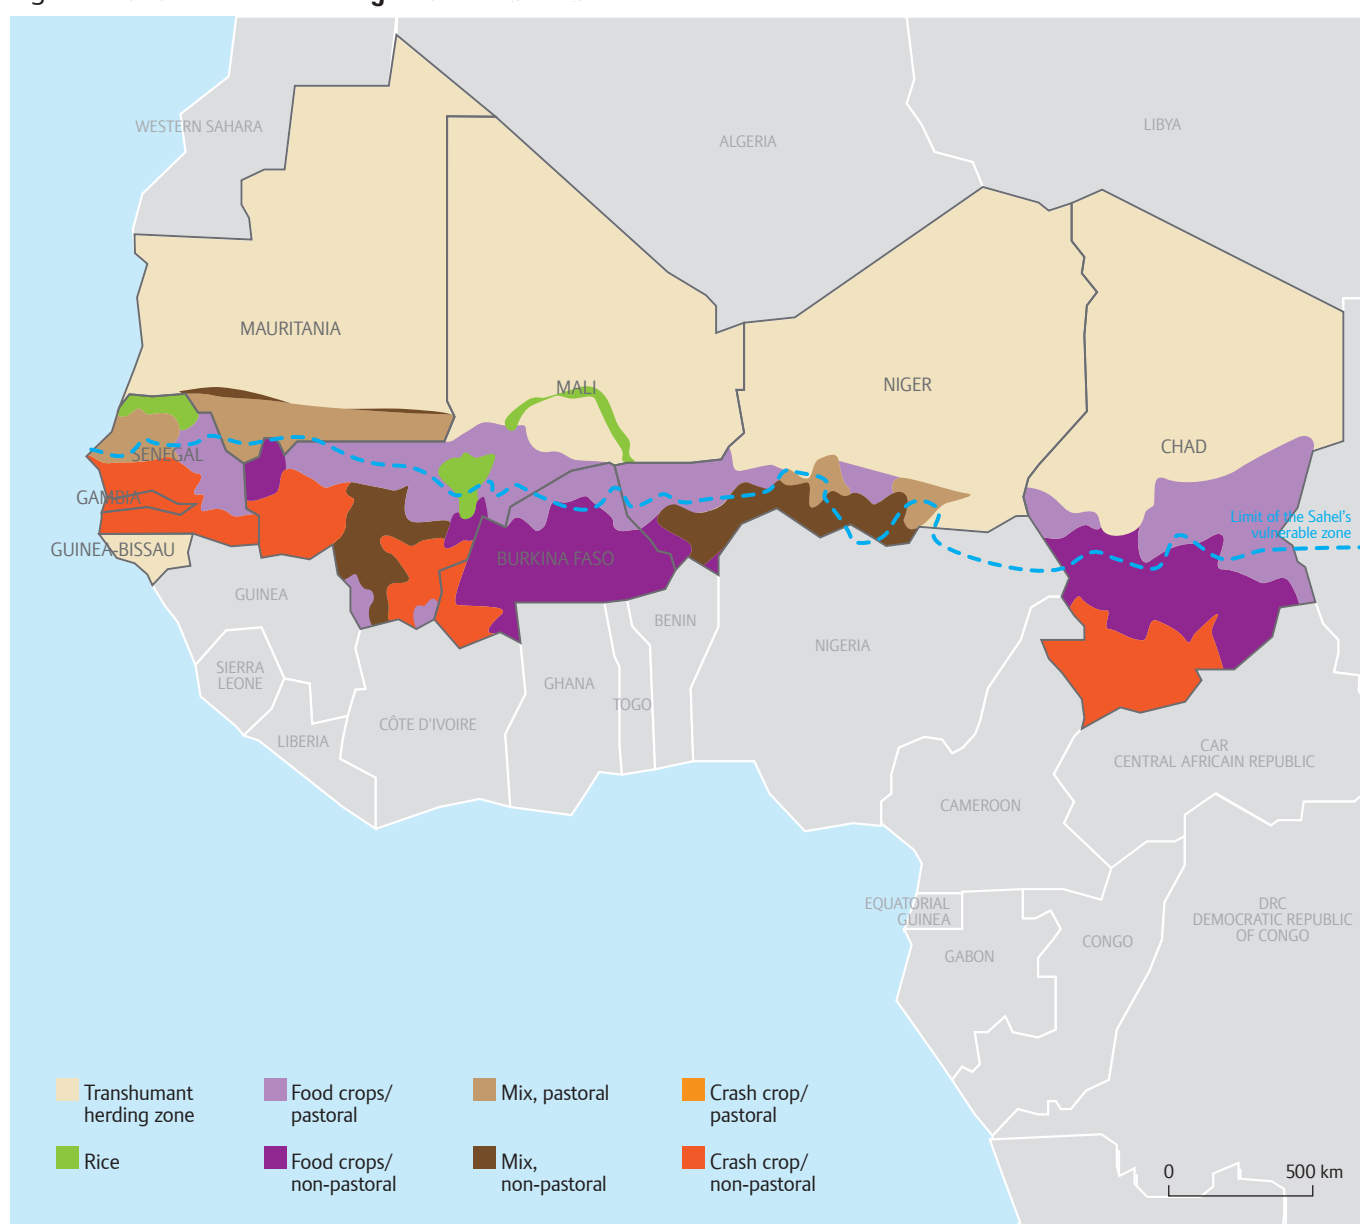 WESTERN SAHARA
ALGERIA
LIBYA
MAURITANIA
MALI
NIGER
CHAD
SENEGAL
GAMBIA
GUINEA-BISSAU
Limit of the Sahel's
vulnerable zone
BURKINA FASO
GUINEA
BENIN
NIGERIA
SIERRA
LEONE
GHANA
TOGO
LIBERIA
CÔTE D'IVOIRE
CAR
CENTRAL AFRICAIN REPUBLIC
CAMEROON
EQUATORIAL
GUINEA
GABON
CONGO
DRC
DEMOCRATIC REPUBLIC
OF CONGO
Transhumant
herding zone
Food crops/
pastoral
Mix, pastoral
Crash crop/
pastoral
Rice
Food crops/
non-pastoral
Mix,
non-pastoral
Crash crop/
non-pastoral
0 500 km